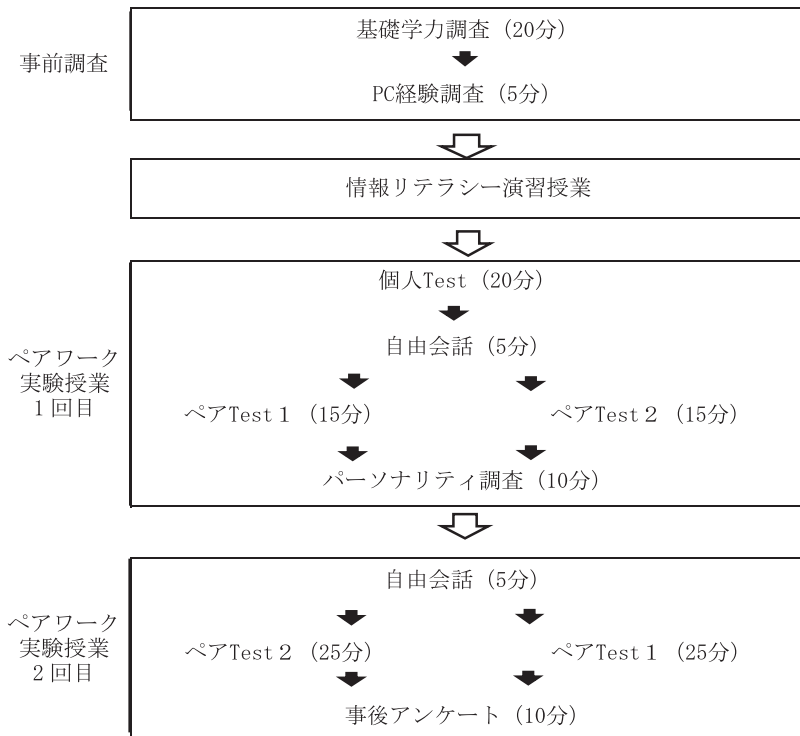 事前調査
基礎学力調査（20分）
PC経験調査（5分）
情報リテラシー演習授業
ペアワーク
実験授業
１回目
個人Test（20分）
自由会話（5分）
ペアTest１（15分）
ペアTest２（15分）
パーソナリティ調査（10分）
ペアワーク
実験授業
２回目
自由会話（5分）
ペアTest２（25分）
ペアTest１（25分）
事後アンケート（10分）